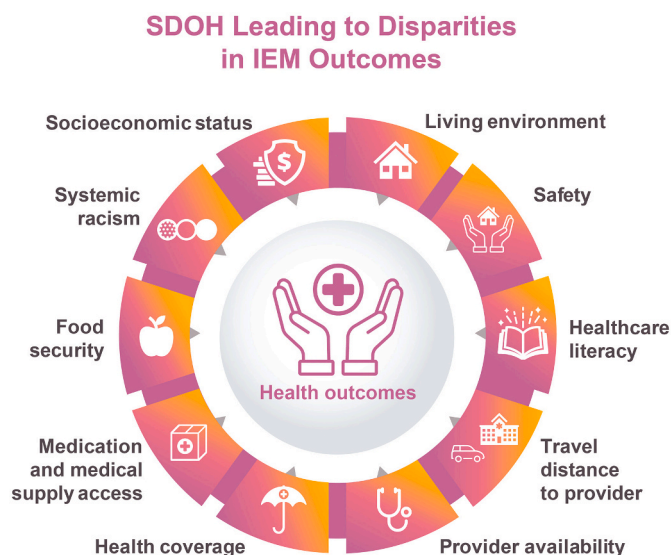 SDOH Leading to Disparities
in IEM Outcomes
Socioeconomic status
Living environment
Systemic
racism
Safety
$
Food
security
Healthcare
literacy
Health outcomes
Medication
and medical
supply access
Travel
distance
to provider
Health coverage
Provider availability